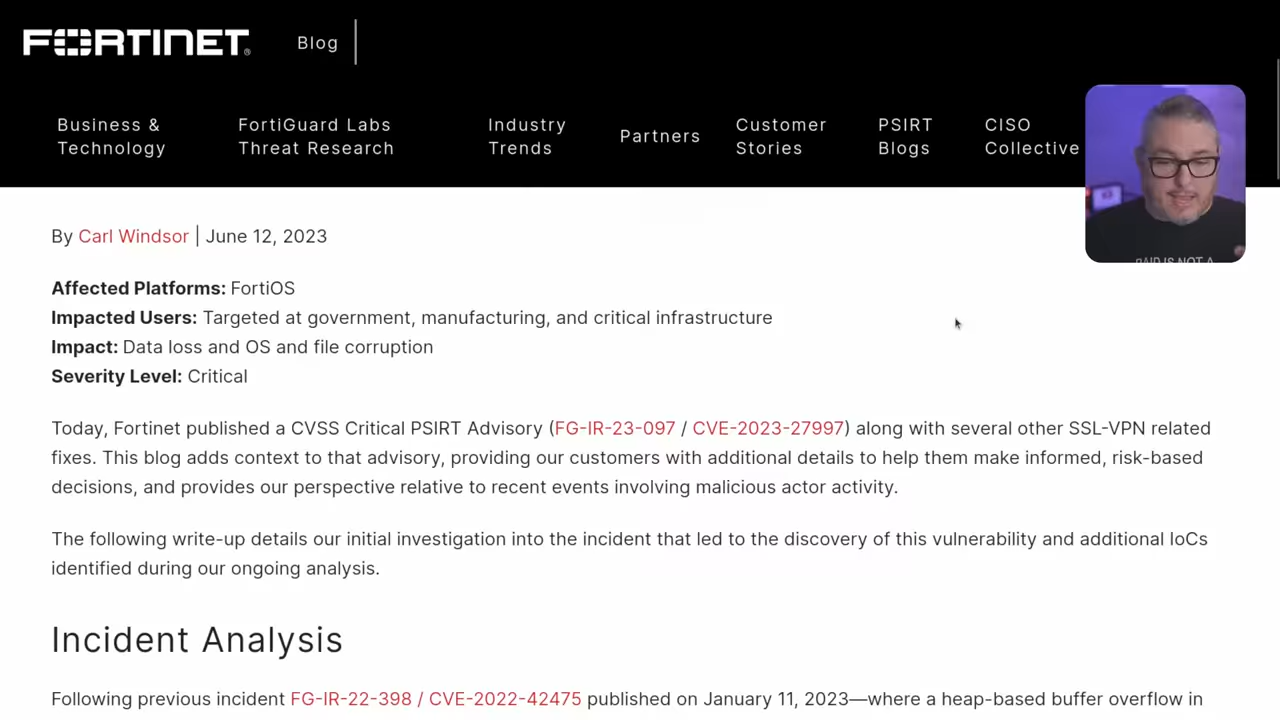 FORTINET®
Blog
Business &
Technology
FortiGuard Labs
Threat Research
Industry
Trends
Partners
Customer
Stories
PSIRT
Blogs
CISO
Collective
By Carl Windsor | June 12, 2023
Affected Platforms: FortiOS
Impacted Users: Targeted at government, manufacturing, and critical infrastructure
Impact: Data loss and OS and file corruption
Severity Level: Critical
Today, Fortinet published a CVSS Critical PSIRT Advisory (FG-IR-23-097 / CVE-2023-27997) along with several other SSL-VPN related
fixes. This blog adds context to that advisory, providing our customers with additional details to help them make informed, risk-based
decisions, and provides our perspective relative to recent events involving malicious actor activity.
The following write-up details our initial investigation into the incident that led to the discovery of this vulnerability and additional IoCs
identified during our ongoing analysis.
Incident Analysis
Following previous incident FG-IR-22-398 / CVE-2022-42475 published on January 11, 2023—where a heap-based buffer overflow in